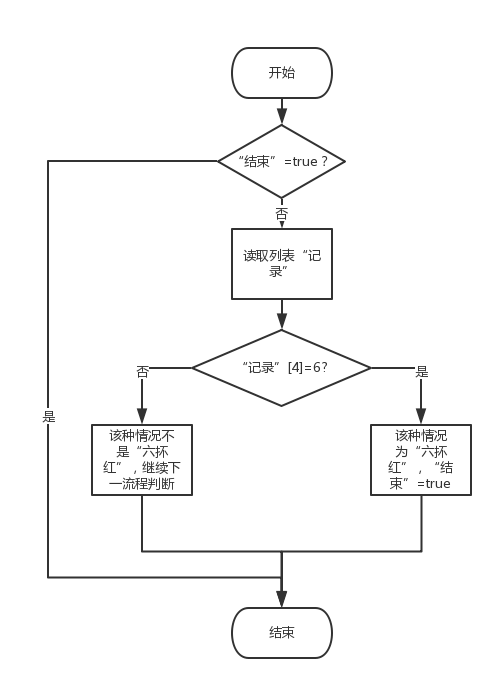 开始
“结束” =true？
否
读取列表“记
录”
“记录” [4]=6?
否
是
该种情况不
是“六抔
红”，继续下
一流程判断
该种情况
为“六抔
红”，“结
束” =true
是
结束